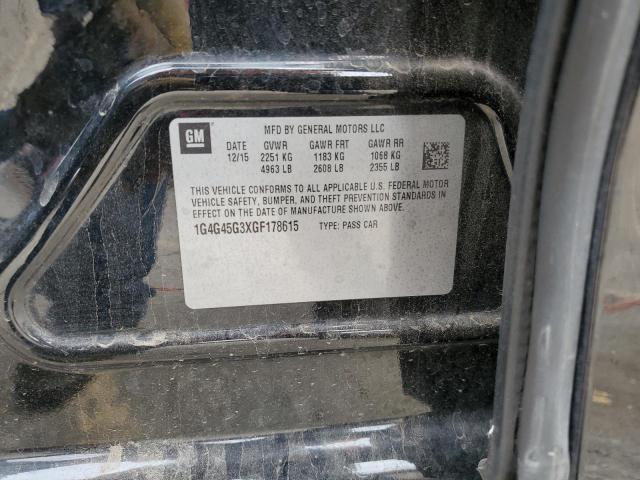 GM
MFD BY GENERAL MOTORS LLC
DATE GVWR GAWR FRT GAWR RR
12/15 2251 KG 1183 KG 1068 KG
4963 LB 2608 LB 2355 LB
THIS VEHICLE CONFORMS TO ALL APPLICABLE U.S. FEDERAL MOTOR
VEHICLE SAFETY, BUMPER, AND THEFT PREVENTION STANDARDS IN
EFFECT ON THE DATE OF MANUFACTURE SHOWN ABOVE.
1G4G45G3XGF178615 TYPE: PASS CAR